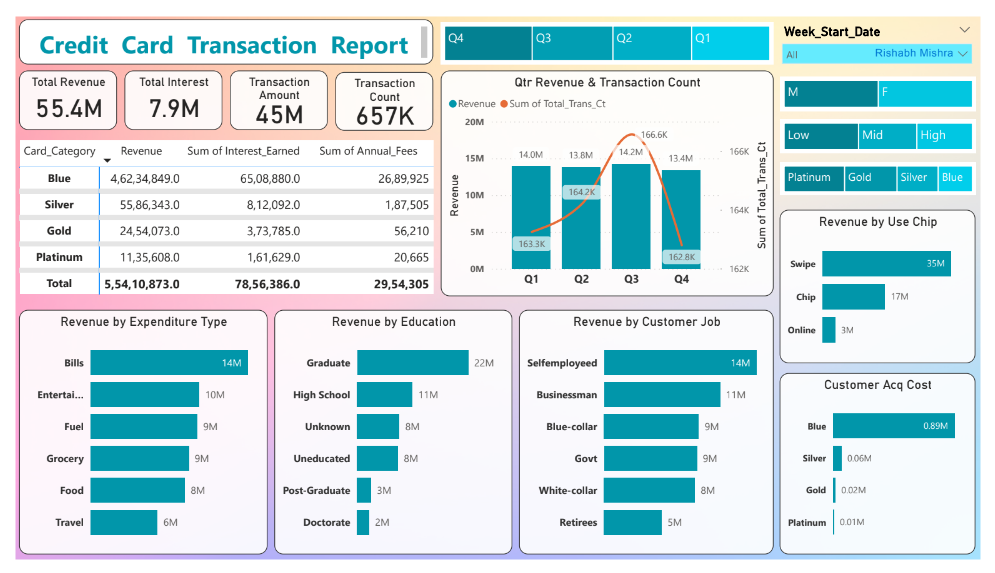 Credit Card Transaction Report
Q4 Q3 Q2 Q1
Week_Start_Date
All Rishabh Mishra
Total Revenue
55.4M
Total Interest
7.9M
Transaction
Amount
45M
Transaction
Count
657K
Card_Category Revenue Sum of Interest_Earned Sum of Annual_Fees
Blue 4,62,34,849.0 65,08,880.0 26,89,925
Silver 55,86,343.0 8,12,092.0 1,87,505
Gold 24,54,073.0 3,73,785.0 56,210
Platinum 11,35,608.0 1,61,629.0 20,665
Total 5,54,10,873.0 78,56,386.0 29,54,305
Qtr Revenue & Transaction Count
Revenue Sum of Total_Trans_Ct
20M
15M
10M
5M
0M
Revenue
14.0M 13.8M 14.2M 13.4M
163.3K 164.2K 166.6K 162.8K
Q1 Q2 Q3 Q4
166K
164K
162K
Sum of Total_Trans_Ct
M F
Low Mid High
Platinum Gold Silver Blue
Revenue by Use Chip
Swipe 35M
Chip 17M
Online 3M
Revenue by Expenditure Type
Bills 14M
Entertai... 10M
Fuel 9M
Grocery 9M
Food 8M
Travel 6M
Revenue by Education
Graduate 22M
High School 11M
Unknown 8M
Uneducated 8M
Post-Graduate 3M
Doctorate 2M
Revenue by Customer Job
Selfemployeed 14M
Businessman 11M
Blue-collar 9M
Govt 9M
White-collar 8M
Retirees 5M
Customer Acq Cost
Blue 0.89M
Silver 0.06M
Gold 0.02M
Platinum 0.01M